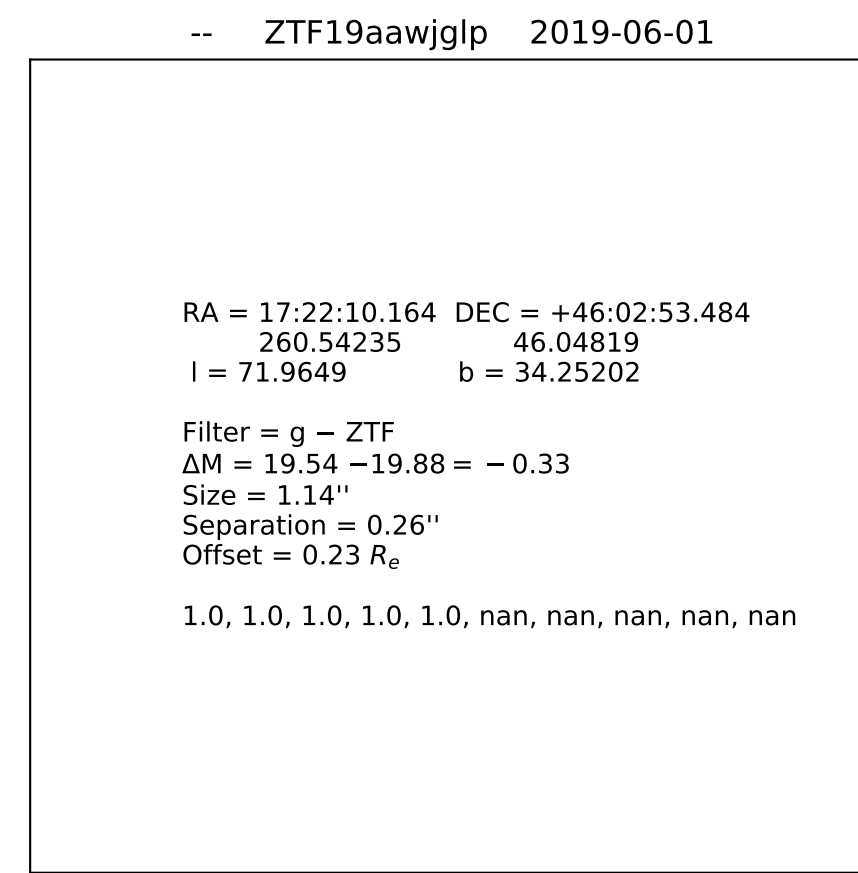 -- ZTF19aawjglp 2019-06-01
RA = 17:22:10.164 DEC = +46:02:53.484
260.54235 46.04819
l = 71.9649 b = 34.25202
Filter = g − ZTF
ΔM = 19.54 −19.88 = −0.33
Size = 1.14''
Separation = 0.26''
Offset = 0.23 Re
1.0, 1.0, 1.0, 1.0, 1.0, nan, nan, nan, nan, nan